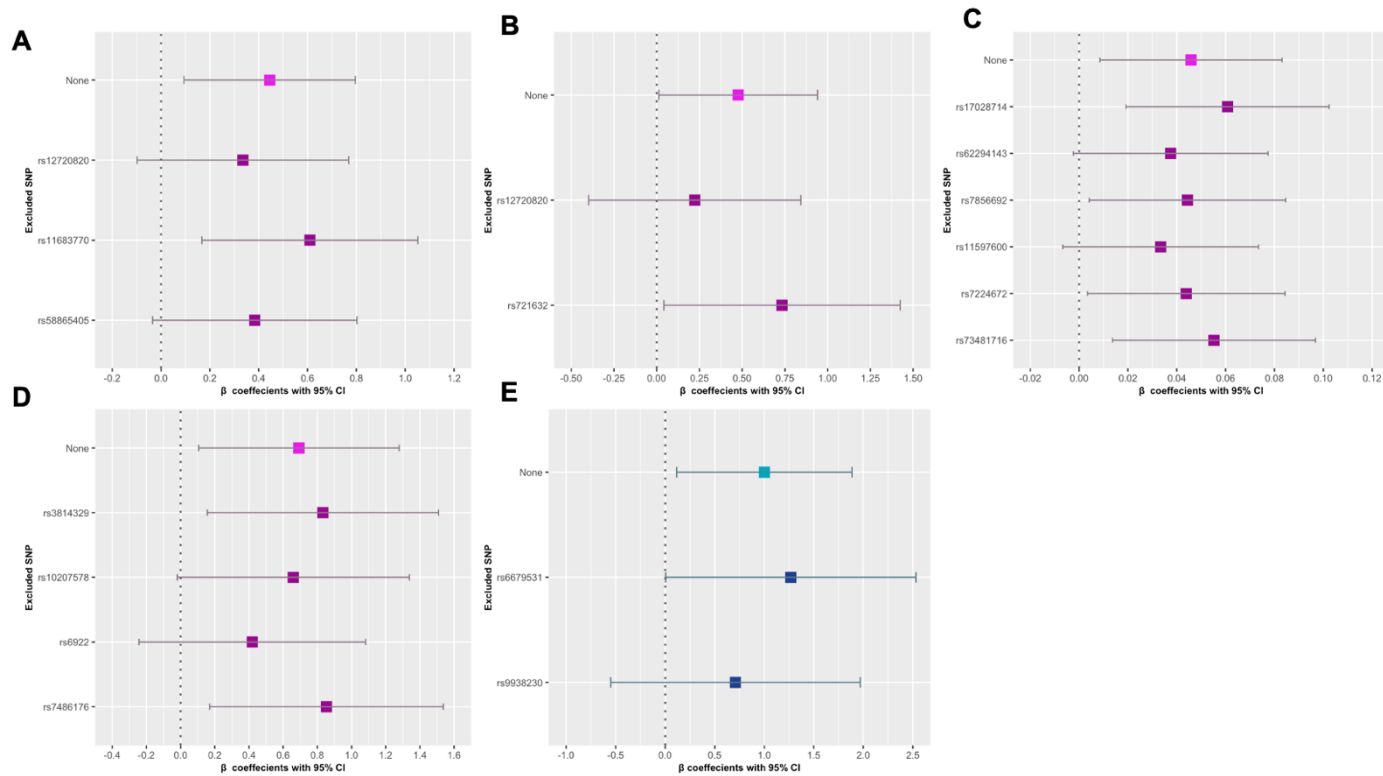 A
Excluded SNP
None
rs12720820
rs11683770
rs58865405
-0.2 0.0 0.2 0.4 0.6 0.8 1.0 1.2
β coeffecients with 95% CI
B
Excluded SNP
None
rs12720820
rs721632
-0.50 -0.25 0.00 0.25 0.50 0.75 1.00 1.25 1.50
β coeffecients with 95% CI
C
Excluded SNP
None
rs17028714
rs62294143
rs7856692
rs11597600
rs7224672
rs73481716
-0.02 0.00 0.02 0.04 0.06 0.08 0.10 0.12
β coeffecients with 95% CI
D
Excluded SNP
None
rs3814329
rs10207578
rs6922
rs7486176
-0.4 -0.2 0.0 0.2 0.4 0.6 0.8 1.0 1.2 1.4 1.6
β coeffecients with 95% CI
E
Excluded SNP
None
rs6679531
rs9938230
-1.0 -0.5 0.0 0.5 1.0 1.5 2.0 2.5
β coeffecients with 95% CI